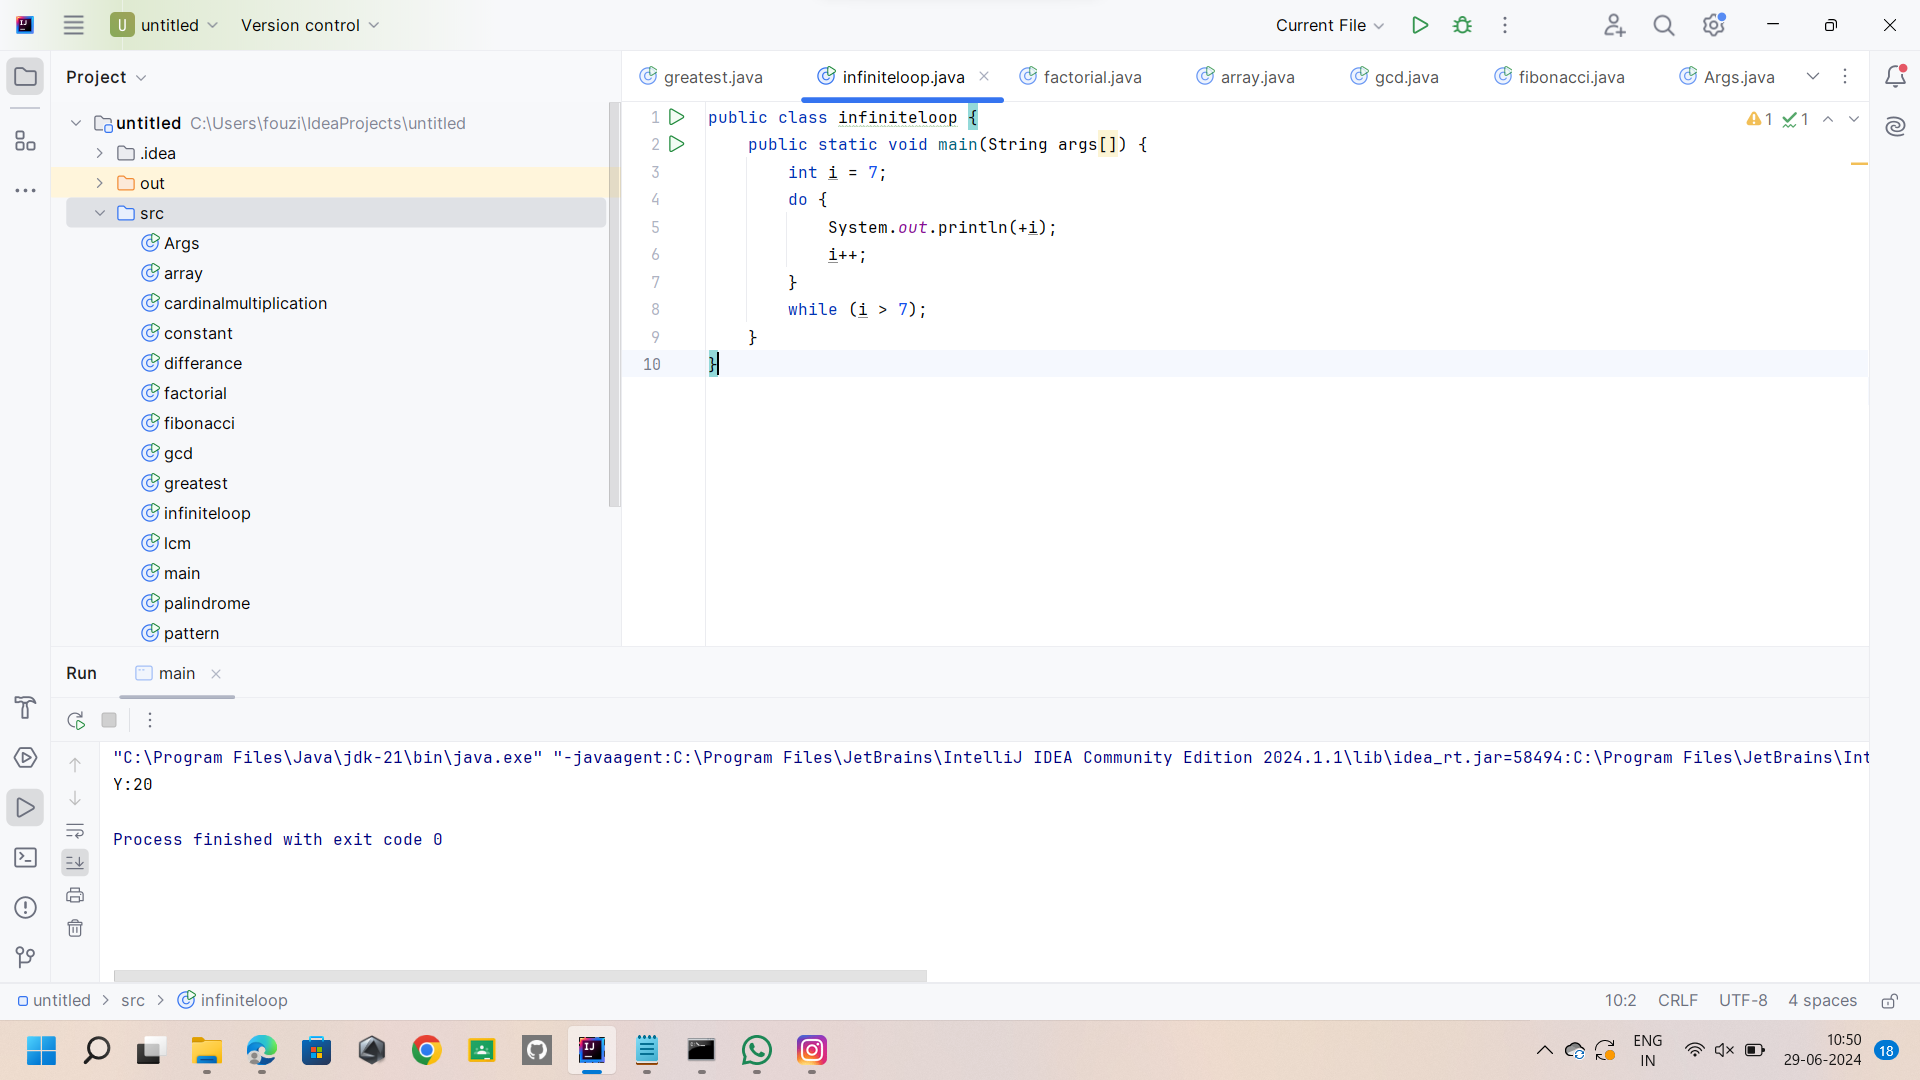 U untitled Version control Current File
Project
greatest.java infiniteloop.java factorial.java array.java gcd.java fibonacci.java Args.java
untitled C:\Users\fouzi\IdeaProjects\untitled
.idea
out
src
Args
array
cardinalmultiplication
constant
differance
factorial
fibonacci
gcd
greatest
infiniteloop
lcm
main
palindrome
pattern
1 public class infiniteloop {
2 public static void main(String args[]) {
3 int i = 7;
4 do {
5 System.out.println(+i);
6 i++;
7 }
8 while (i > 7);
9 }
10 }
1 1
Run main
"C:\Program Files\Java\jdk-21\bin\java.exe" "-javaagent:C:\Program Files\JetBrains\IntelliJ IDEA Community Edition 2024.1.1\lib\idea_rt.jar=58494:C:\Program Files\JetBrains\Int
Y:20
Process finished with exit code 0
untitled > src > infiniteloop 10:2 CRLF UTF-8 4 spaces
IJ
ENG
IN
10:50
29-06-2024
18